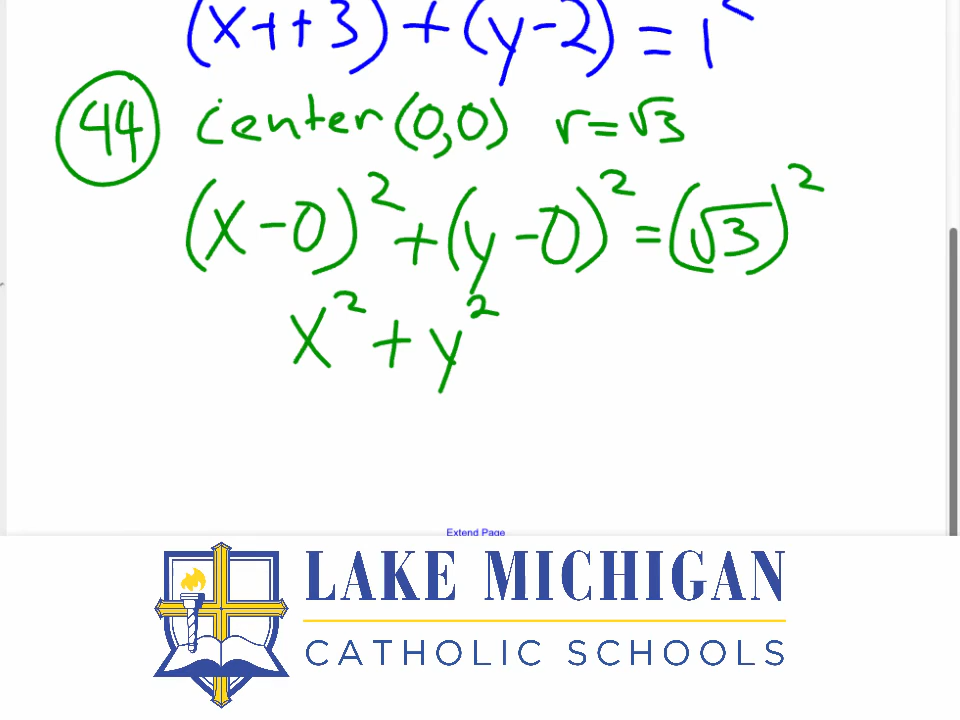 (x++3)+(y-2)=1²
44 center (0,0) r=√3
(x-0)²+(y-0)²=(√3)²
x²+y²
Extend Page
LAKE MICHIGAN
CATHOLIC SCHOOLS